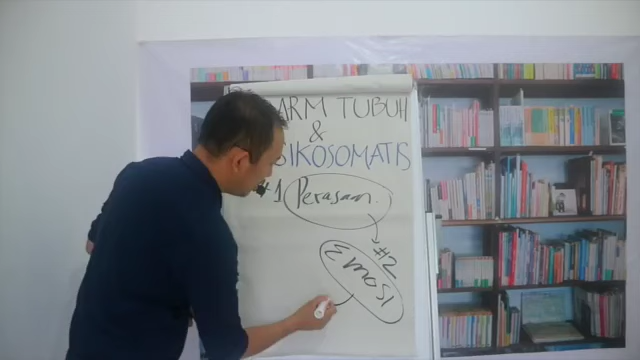 ARM TUBUH
&
SIKOSOMATIS
#1 Perasaan.
#2
EMOSI